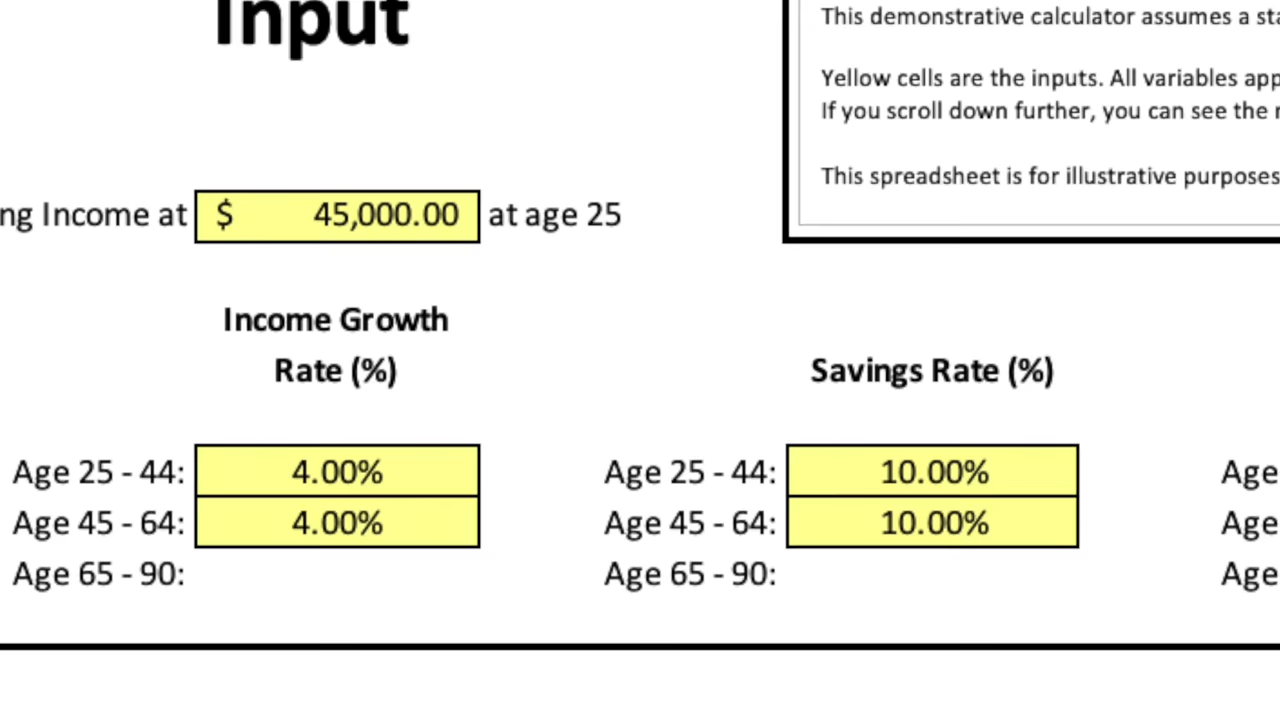 Input
This demonstrative calculator assumes a
Yellow cells are the inputs. All variables
If you scroll down further, you can see the
This spreadsheet is for illustrative purposes
Income at $ 45,000.00 at age 25
Income Growth
Rate (%)
Savings Rate (%)
Age 25 - 44: 4.00% Age 25 - 44: 10.00% Age
Age 45 - 64: 4.00% Age 45 - 64: 10.00% Age
Age 65 - 90: Age 65 - 90: Age